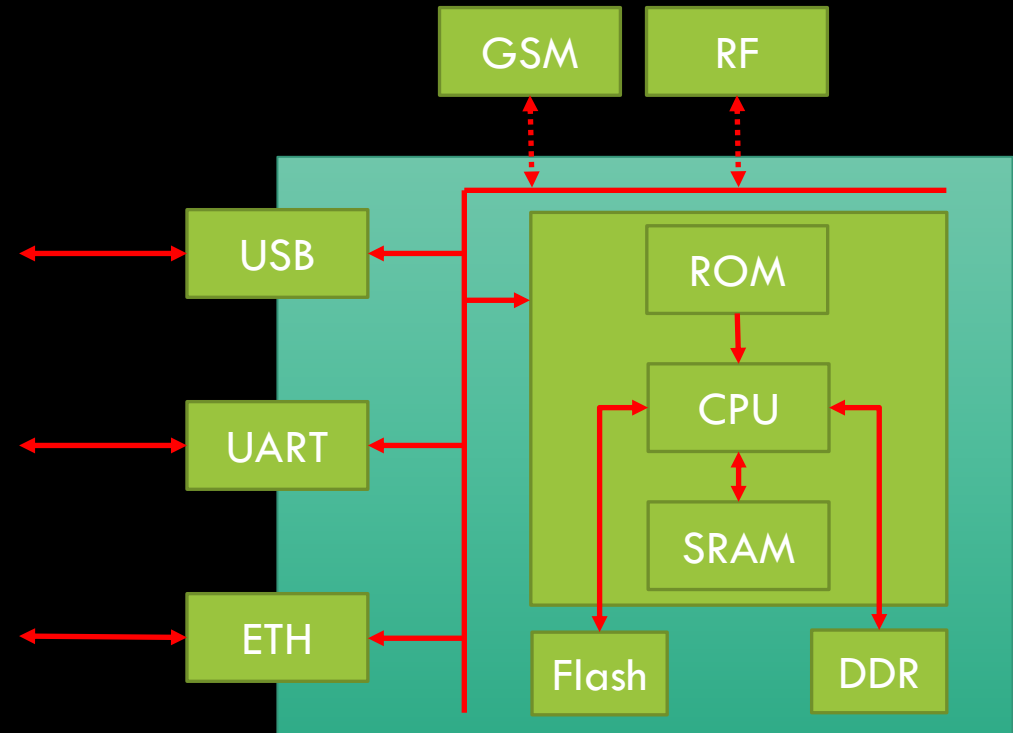 GSM
RF
USB
ROM
CPU
UART
SRAM
ETH
Flash
DDR